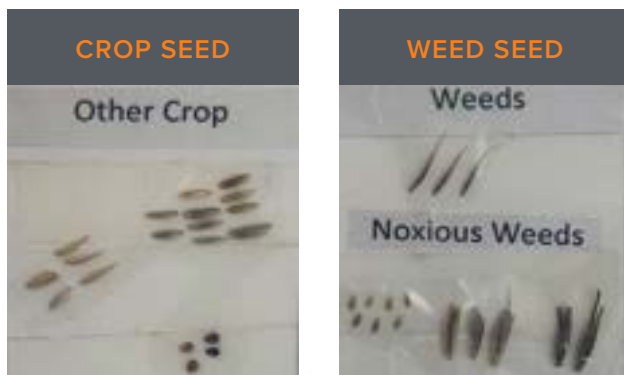 CROP SEED
Other Crop
WEED SEED
Weeds
Noxious Weeds